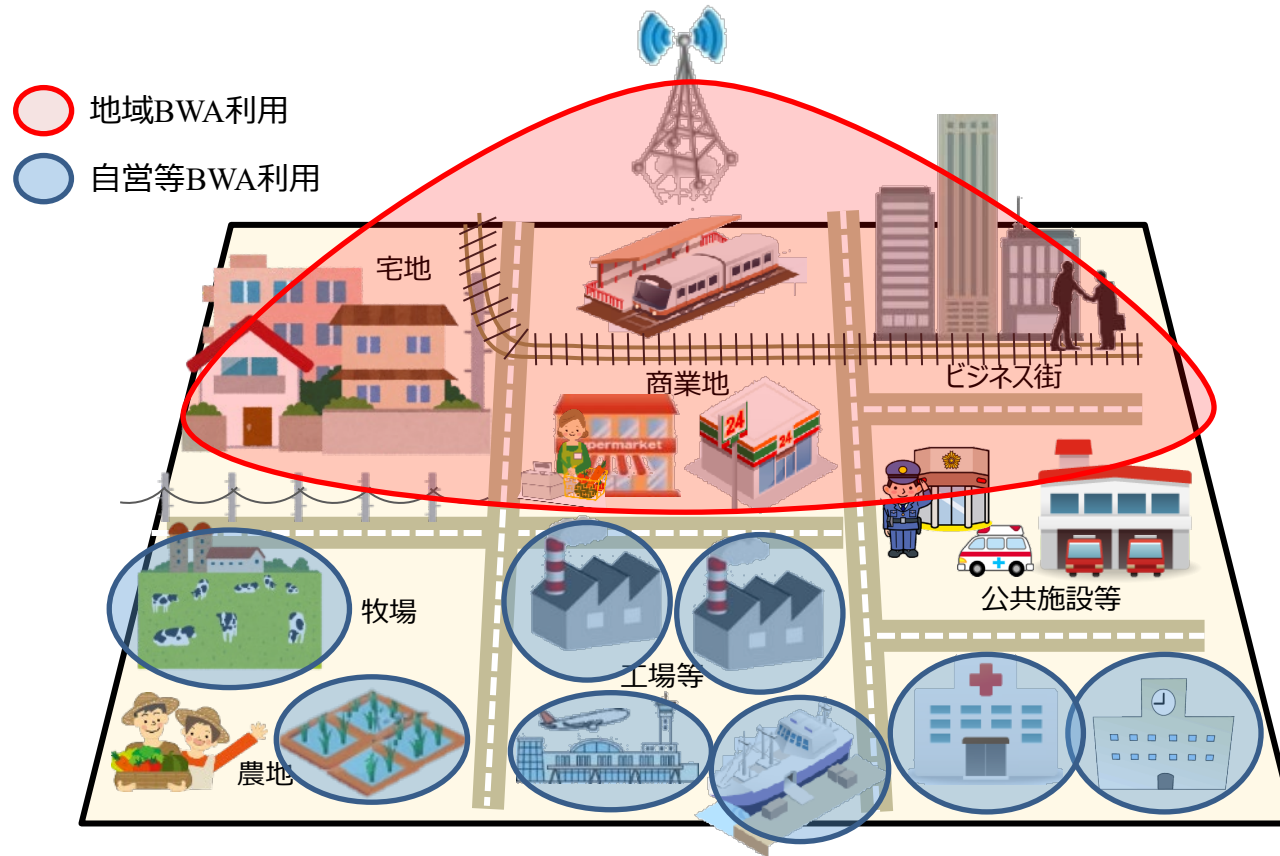 地域BWA利用
自営等BWA利用
宅地
商業地
ビジネス街
permarket
24
24
公共施設等
牧場
工場等
農地